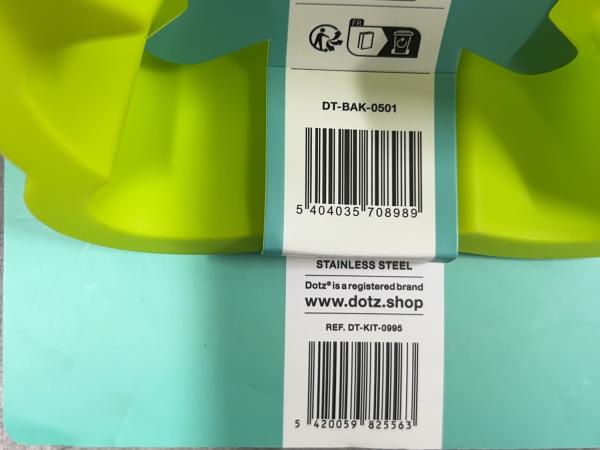 FR
DT-BAK-0501
5 404035 708989
STAINLESS STEEL
Dotz® is a registered brand
www.dotz.shop
REF. DT-KIT-0995
5 420059 825563